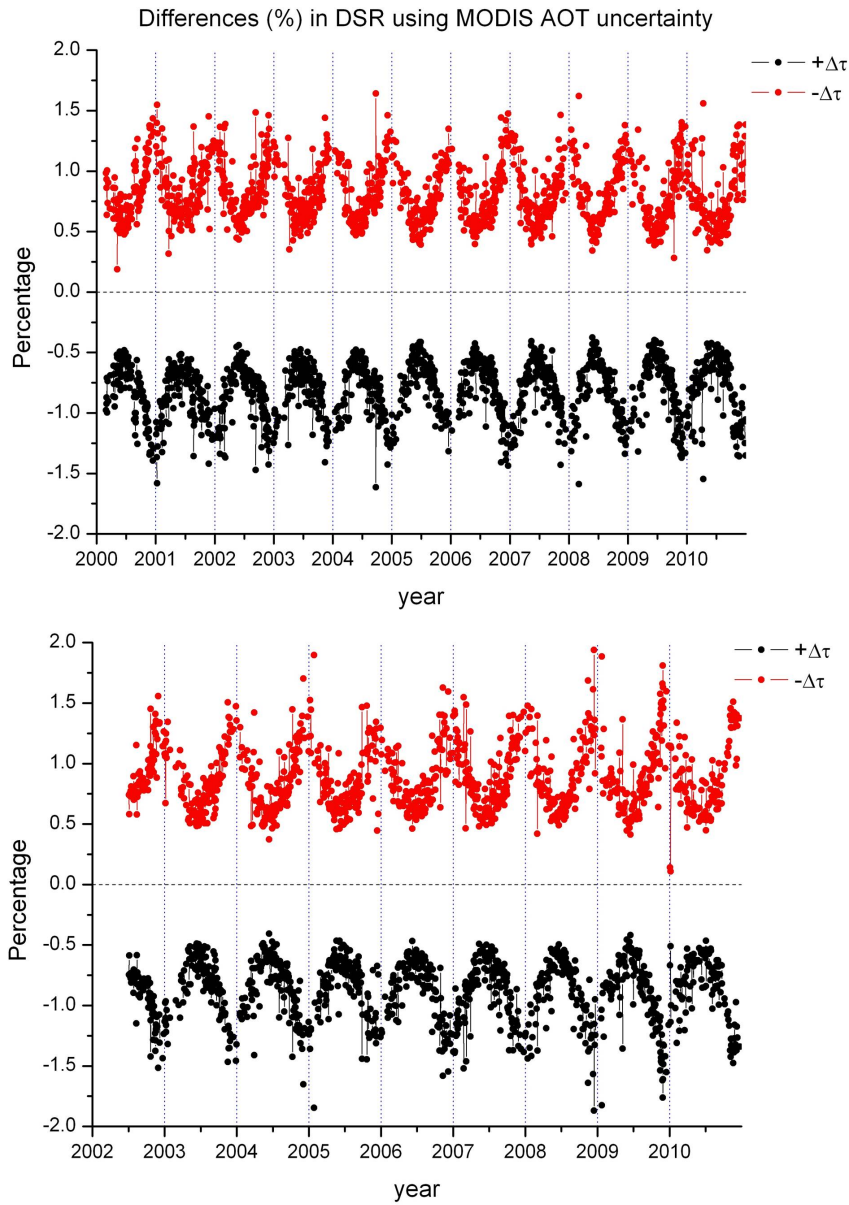 Differences (%) in DSR using MODIS AOT uncertainty
+Δτ
-Δτ
2.0
1.5
1.0
0.5
0.0
-0.5
-1.0
-1.5
-2.0
Percentage
2000 2001 2002 2003 2004 2005 2006 2007 2008 2009 2010
year
+Δτ
-Δτ
2.0
1.5
1.0
0.5
0.0
-0.5
-1.0
-1.5
-2.0
Percentage
2002 2003 2004 2005 2006 2007 2008 2009 2010
year